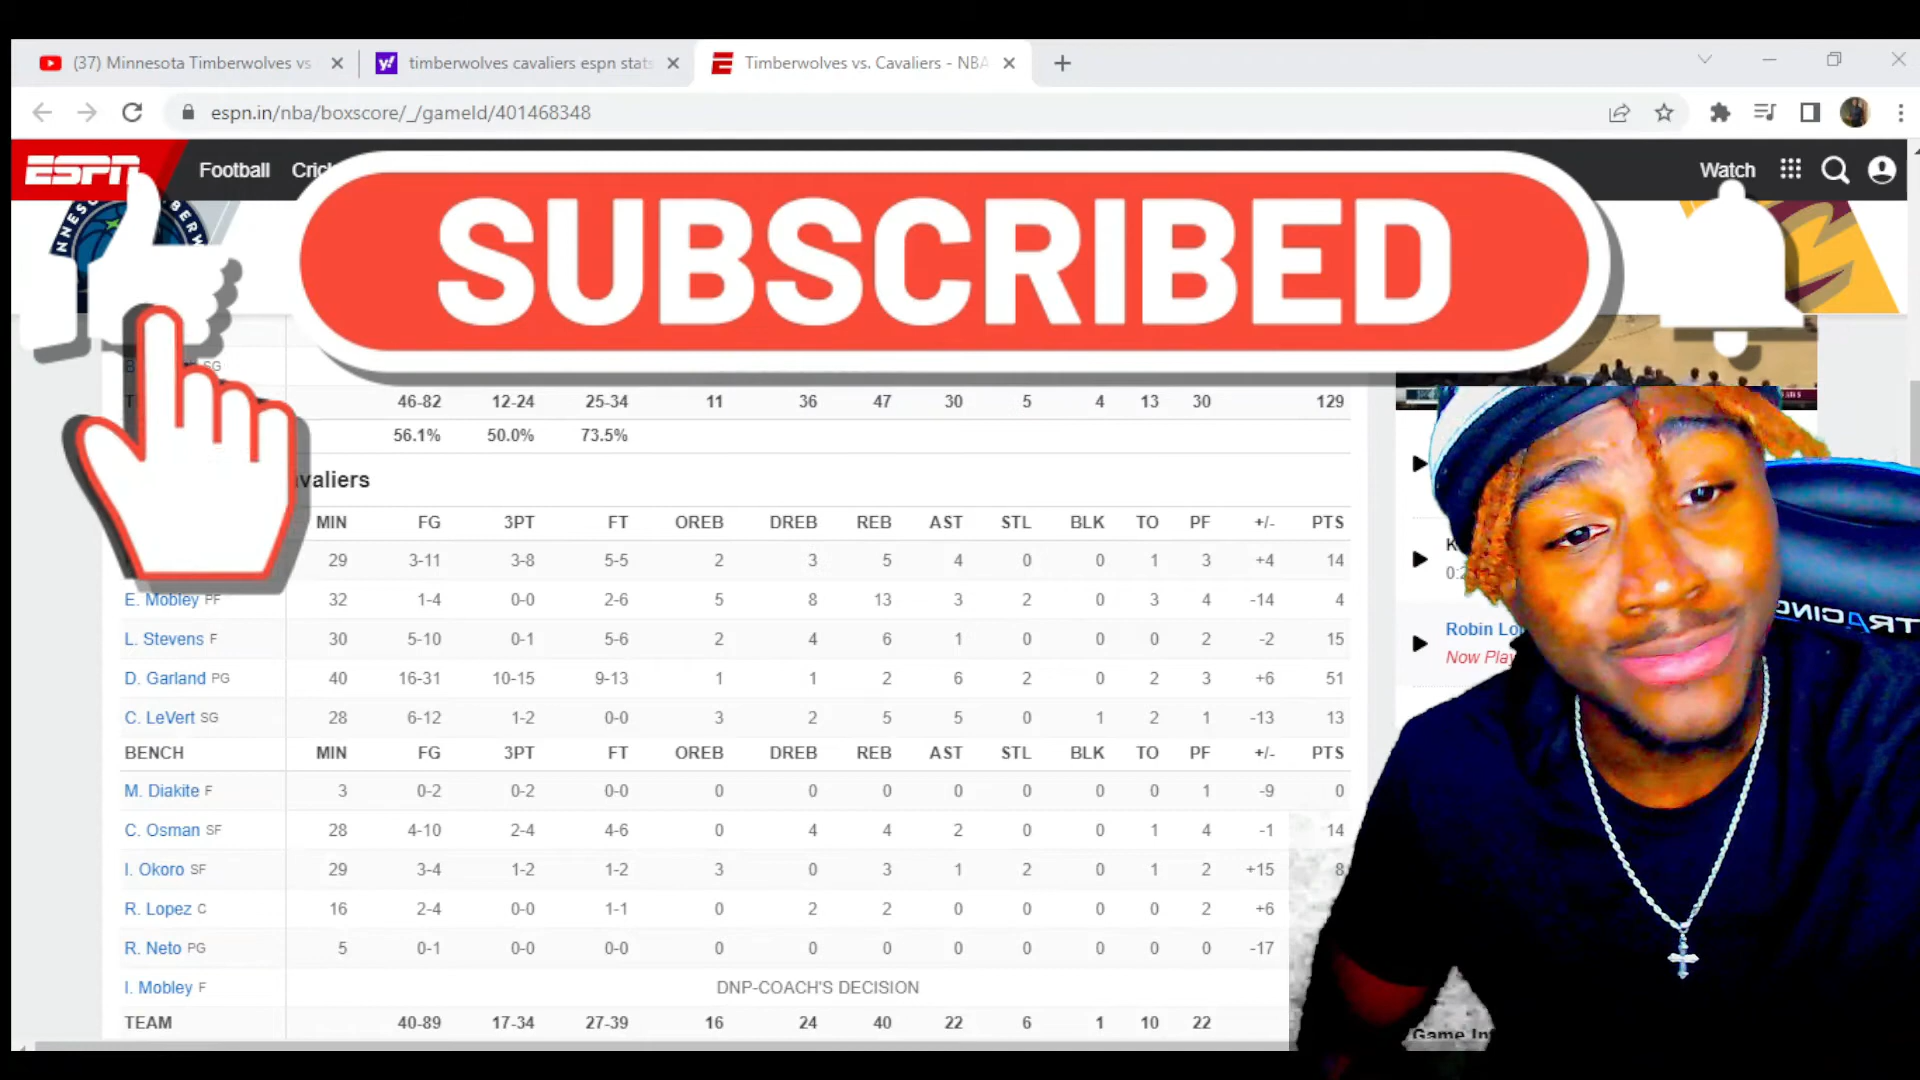 (37) Minnesota Timberwolves vs
timberwolves cavaliers espn stats
Timberwolves vs. Cavaliers - NBA
espn.in/nba/boxscore/_/gameId/401468348
ESPN Football Watch
SUBSCRIBED
SG
46-82 12-24 25-34 11 36 47 30 5 4 13 30 129
56.1% 50.0% 73.5%
avaliers
MIN FG 3PT FT OREB DREB REB AST STL BLK TO PF +/- PTS
29 3-11 3-8 5-5 2 3 5 4 0 0 1 3 +4 14
E. Mobley PF 32 1-4 0-0 2-6 5 8 13 3 2 0 3 4 -14 4
L. Stevens F 30 5-10 0-1 5-6 2 4 6 1 0 0 0 2 -2 15
D. Garland PG 40 16-31 10-15 9-13 1 1 2 6 2 0 2 3 +6 51
C. LeVert SG 28 6-12 1-2 0-0 3 2 5 5 0 1 2 1 -13 13
BENCH MIN FG 3PT FT OREB DREB REB AST STL BLK TO PF +/- PTS
M. Diakite F 3 0-2 0-2 0-0 0 0 0 0 0 0 0 1 -9 0
C. Osman SF 28 4-10 2-4 4-6 0 4 4 2 0 0 1 4 -1 14
I. Okoro SF 29 3-4 1-2 1-2 3 0 3 1 2 0 1 2 +15 8
R. Lopez C 16 2-4 0-0 1-1 0 2 2 0 0 0 0 2 +6
R. Neto PG 5 0-1 0-0 0-0 0 0 0 0 0 0 0 0 -17
I. Mobley F DNP-COACH'S DECISION
TEAM 40-89 17-34 27-39 16 24 40 22 6 1 10 22
Robin Lo
Now Play
Game In